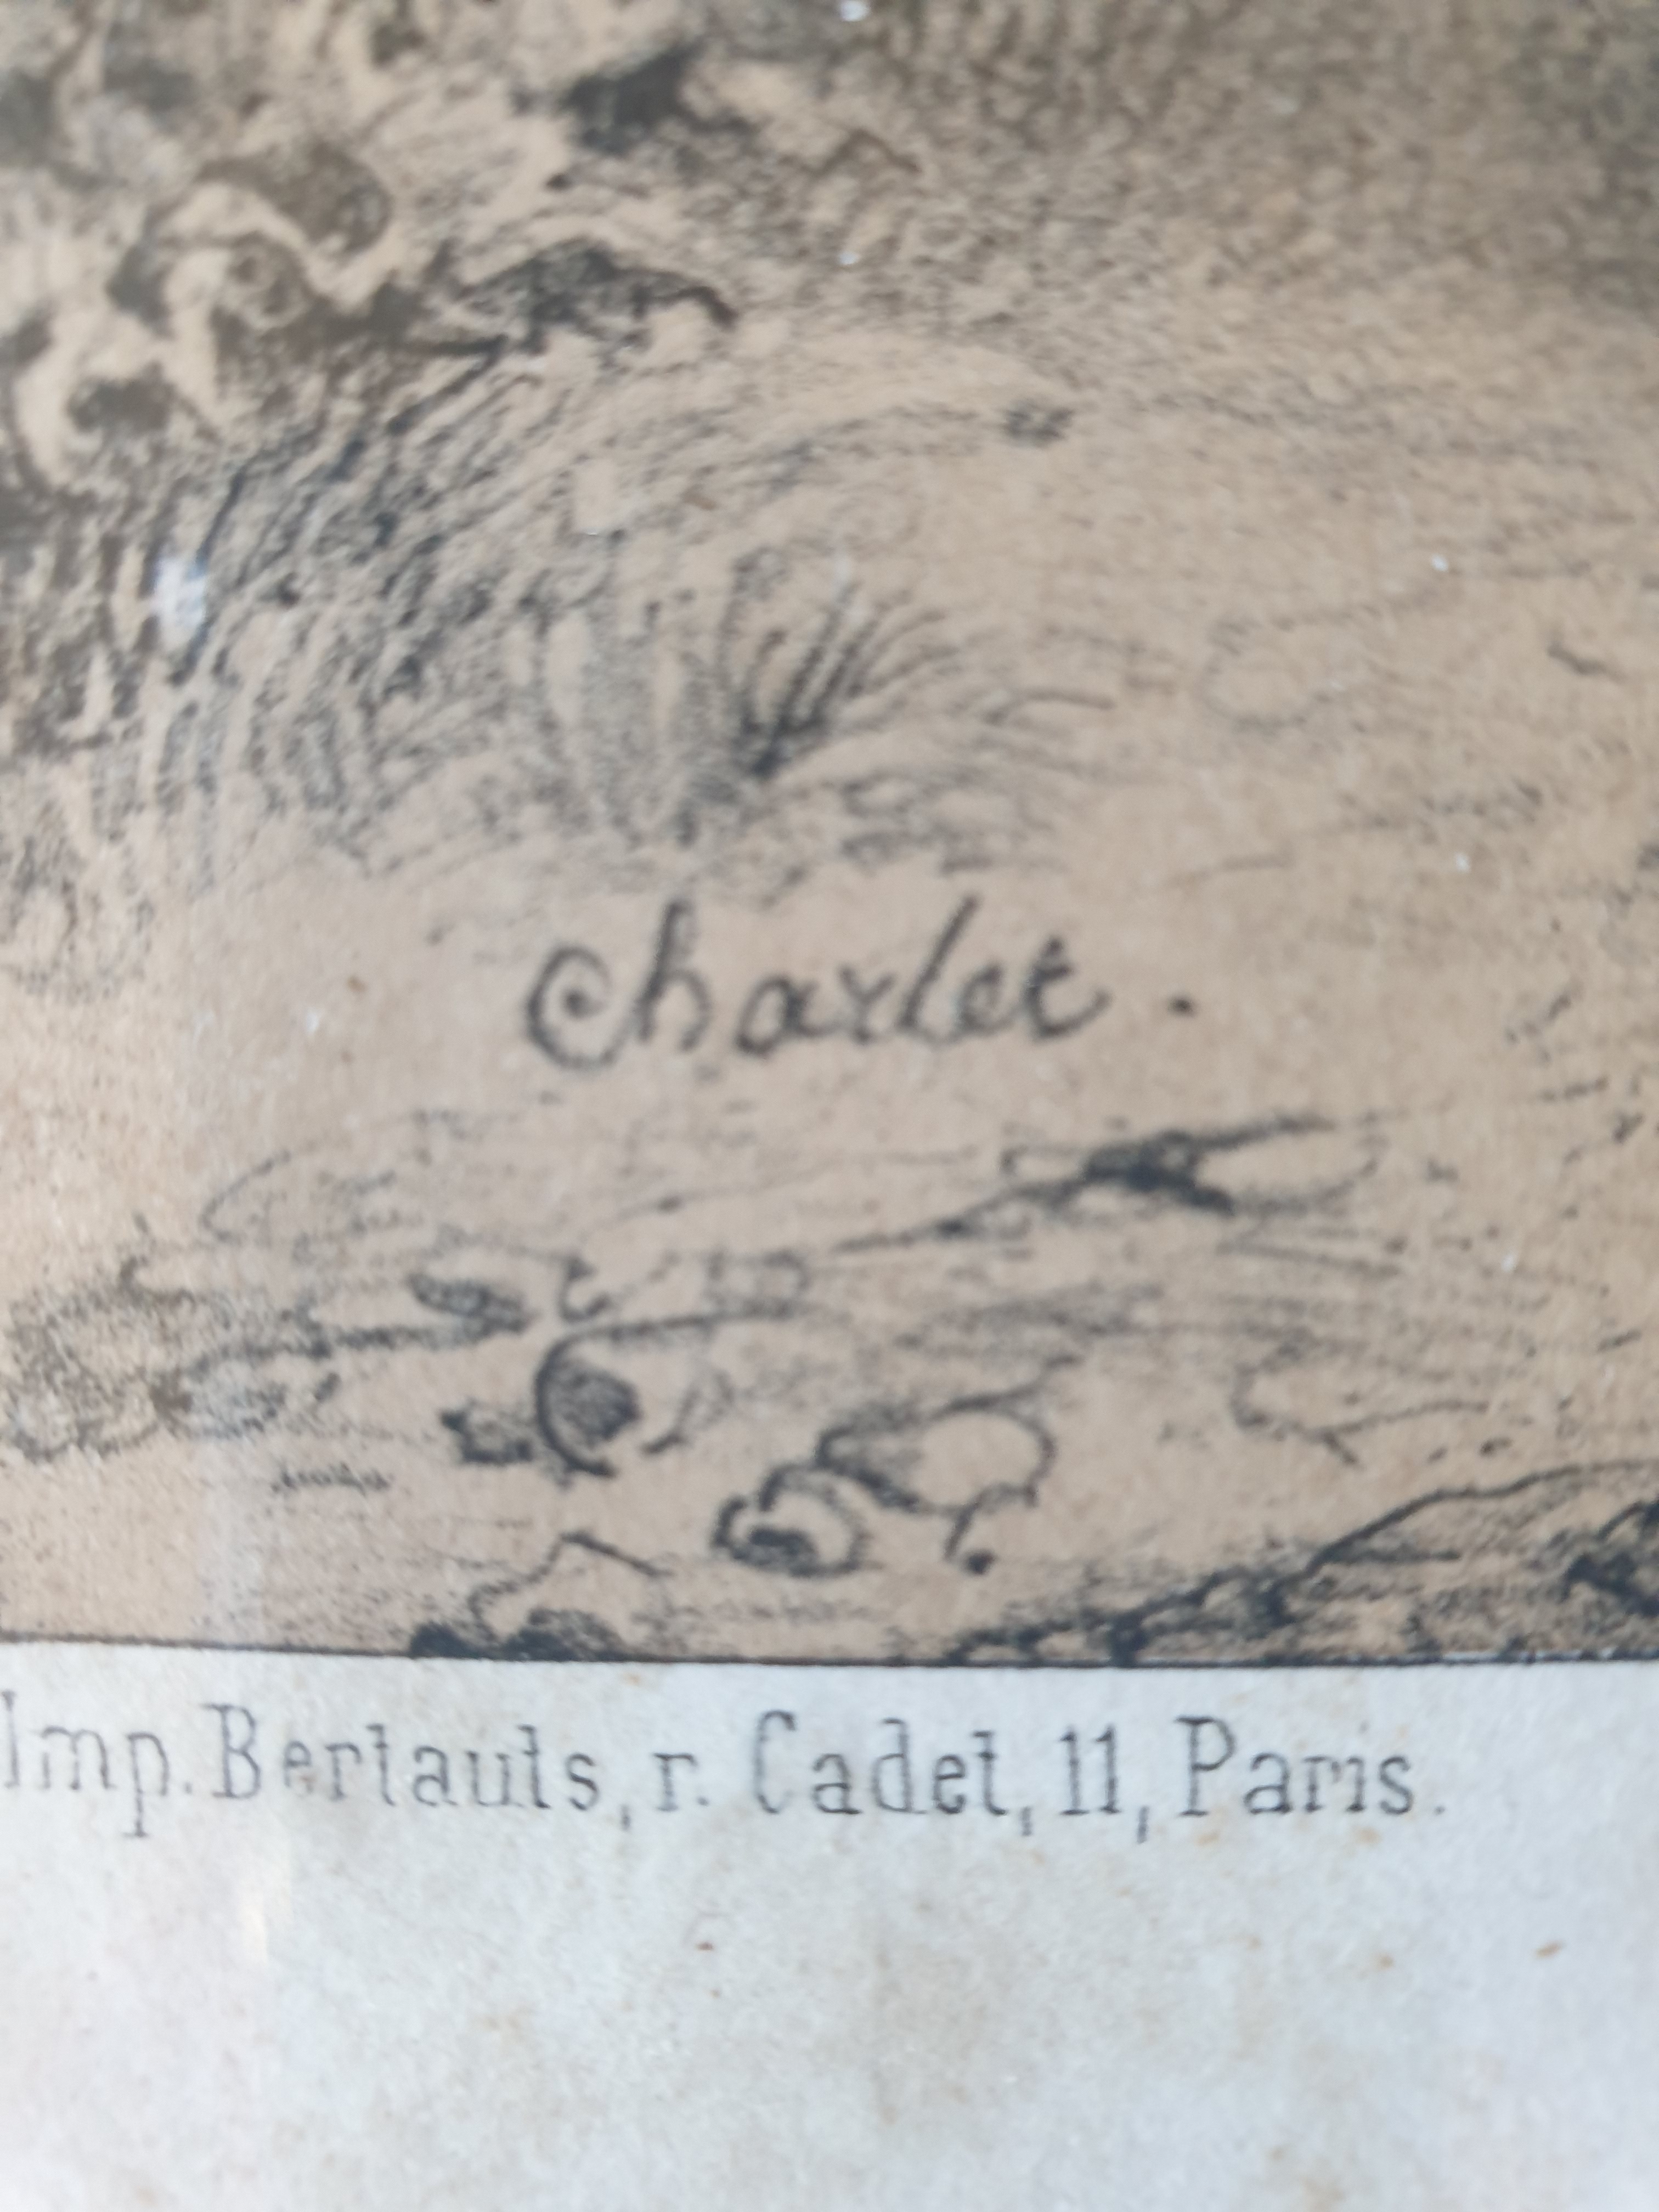 Charlet.
Imp. Bertauts, r. Cadet, 11, Paris.